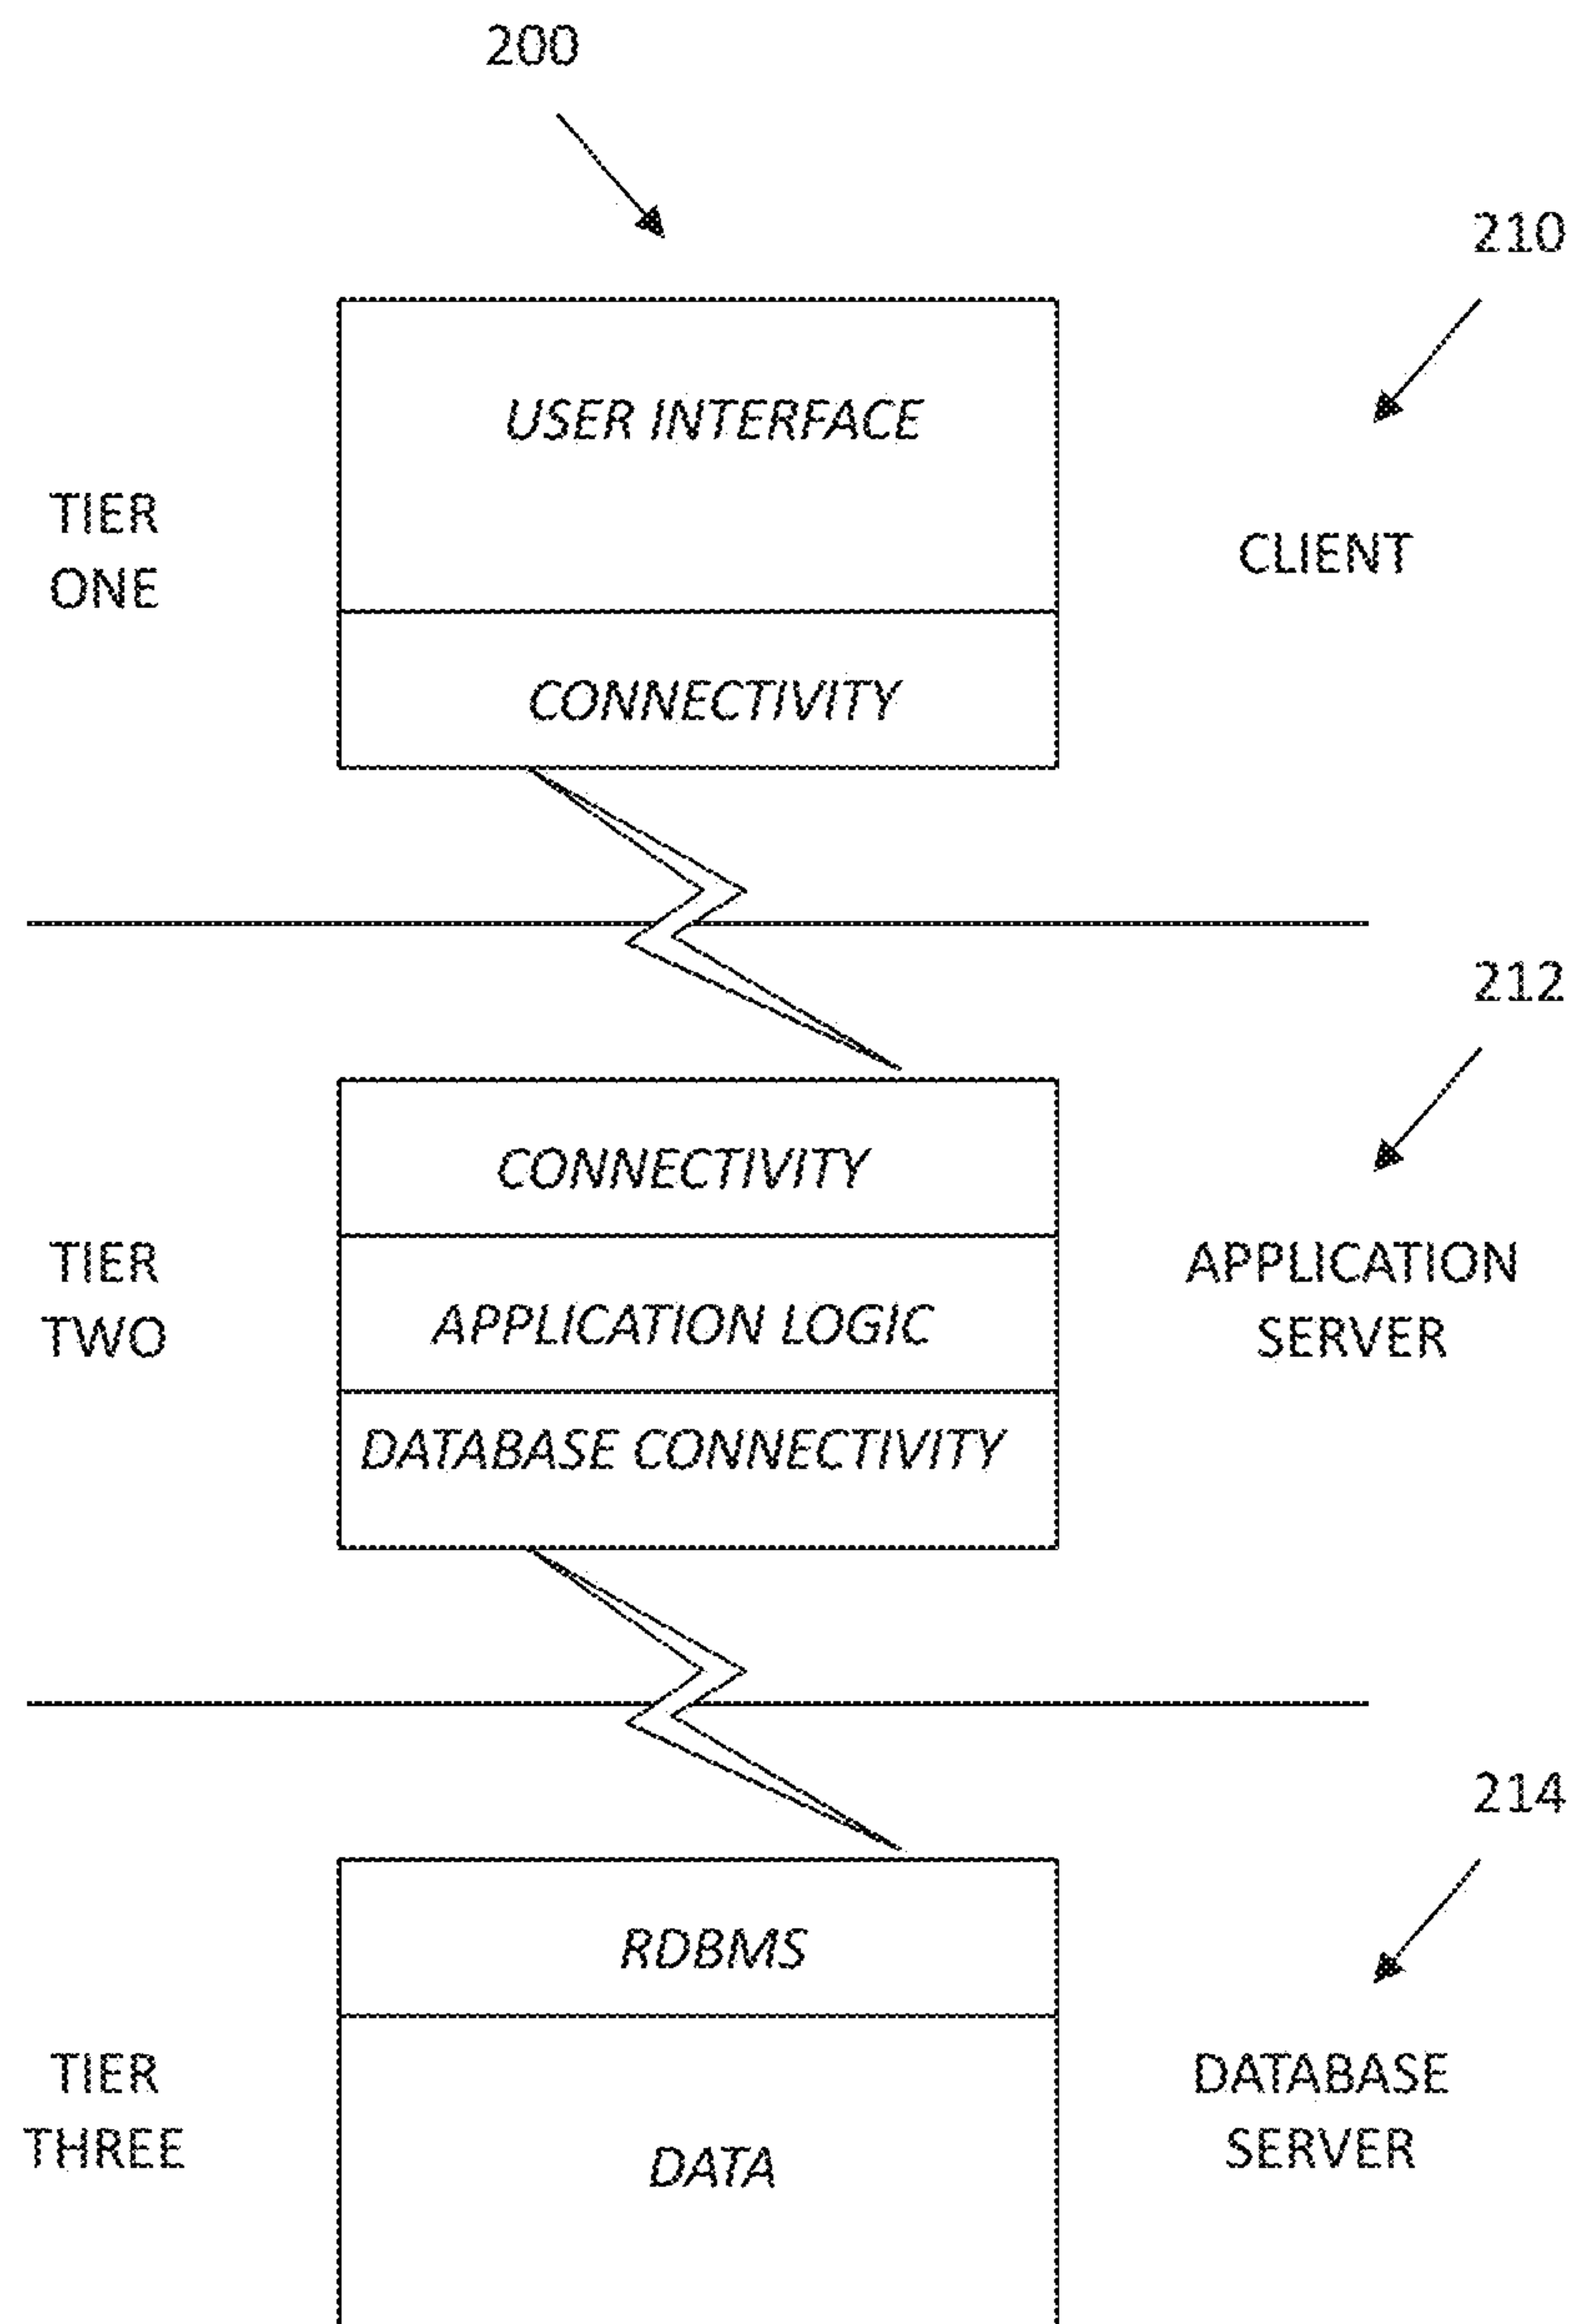 200
210
USER INTERFACE
TIER
ONE
CLIENT
CONNECTIVITY
212
CONNECTIVITY
TIER
TWO
APPLICATION
SERVER
APPLICATION LOGIC
DATABASE CONNECTIVITY
214
RDBMS
TIER
THREE
DATABASE
SERVER
DATA